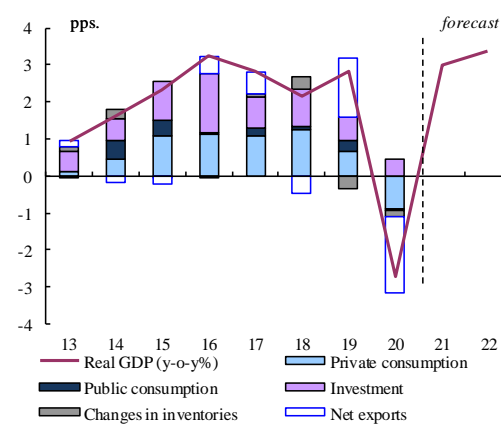 pps.
forecast
4
3
2
1
0
-1
-2
-3
-4
13 14 15 16 17 18 19 20 21 22
Real GDP (y-o-y%) Private consumption
Public consumption Investment
Changes in inventories Net exports